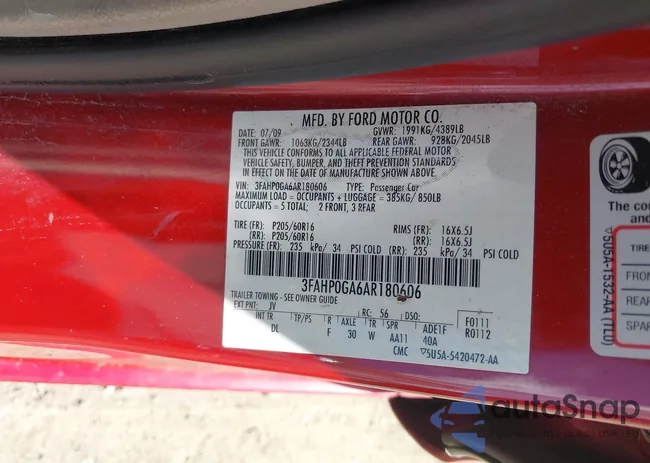 MFD. BY FORD MOTOR CO.
DATE: 07/09 GVWR: 1991KG/4389LB
FRONT GAWR: 1063KG/2344LB REAR GAWR: 928KG/2045LB
THIS VEHICLE CONFORMS TO ALL APPLICABLE FEDERAL MOTOR
VEHICLE SAFETY, BUMPER, AND THEFT PREVENTION STANDARDS
IN EFFECT ON THE DATE OF MANUFACTURE SHOWN ABOVE.
VIN: 3FAHP0GA6AR180606 TYPE: Passenger Car
MAXIMUM LOAD = OCCUPANTS + LUGGAGE = 385KG/ 850LB
OCCUPANTS = 5 TOTAL: 2 FRONT, 3 REAR
TIRE (FR): P205/60R16 RIMS (FR): 16X6.5J
(RR): P205/60R16 (RR): 16X6.5J
PRESSURE (FR): 235 kPa/ 34 PSI COLD (RR): 235 kPa/ 34 PSI COLD
3FAHP0GA6AR180606
TRAILER TOWING - SEE OWNER GUIDE
EXT PNT: JV RC: 56 DSO: F0111
INT TR TP/PS R AXLE TR SPR ADE1F R0112
DL F 30 W AA11 40A
CMC 5U5A-5420472-AA
The co
and
5U5A-1532-AA (TLU)
TIRE
FRON
REAR
SPAR
autoSnap